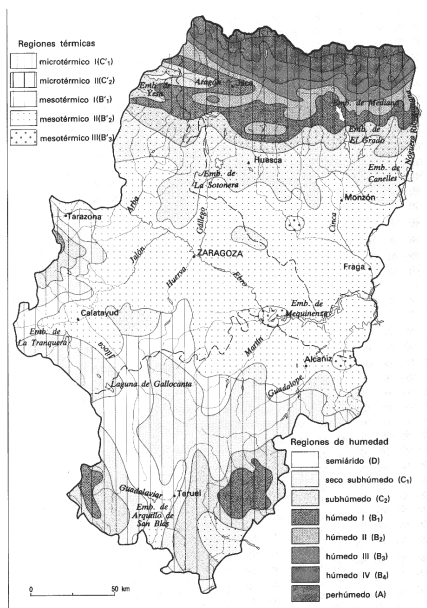 Regiones térmicas
microtérmico I(C'₁)
microtérmico II(C'₂)
mesotérmico I(B'₁)
mesotérmico II(B'₂)
mesotérmico III(B'₃)
Emb. de
Yesa
Aragón
Jaca
Emb. de Mediano
Emb. de
El Grado
Noguera Ribagorzana
Emb. de
Canelles
Huesca
Emb. de
La Sotonera
Monzón
Tarazona
Arba
Gállego
Cinca
Jalón
ZARAGOZA
Huerva
Ebro
Fraga
Emb. de
Mequinenza
Calatayud
Emb. de
La Tranquera
Jiloca
Martín
Alcañiz
Laguna de Gallocanta
Guadalope
Guadalaviar
Teruel
Emb. de
Arquillo de
San Blas
Regiones de humedad
semiárido (D)
seco subhúmedo (C₁)
subhúmedo (C₂)
húmedo I (B₁)
húmedo II (B₂)
húmedo III (B₃)
húmedo IV (B₄)
perhúmedo (A)
0 50 km